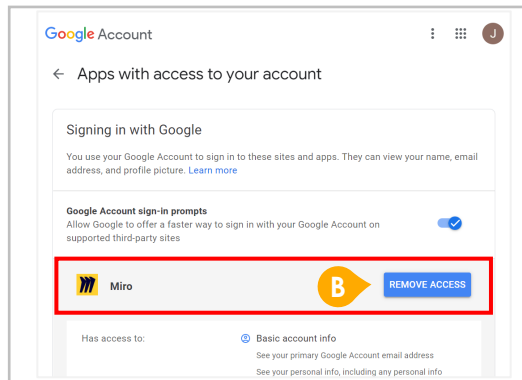 Google Account
J
← Apps with access to your account
Signing in with Google
You use your Google Account to sign in to these sites and apps. They can view your name, email
address, and profile picture. Learn more
Google Account sign-in prompts
Allow Google to offer a faster way to sign in with your Google Account on
supported third-party sites
Miro
B
REMOVE ACCESS
Has access to:
Basic account info
See your primary Google Account email address
See your personal info, including any personal info